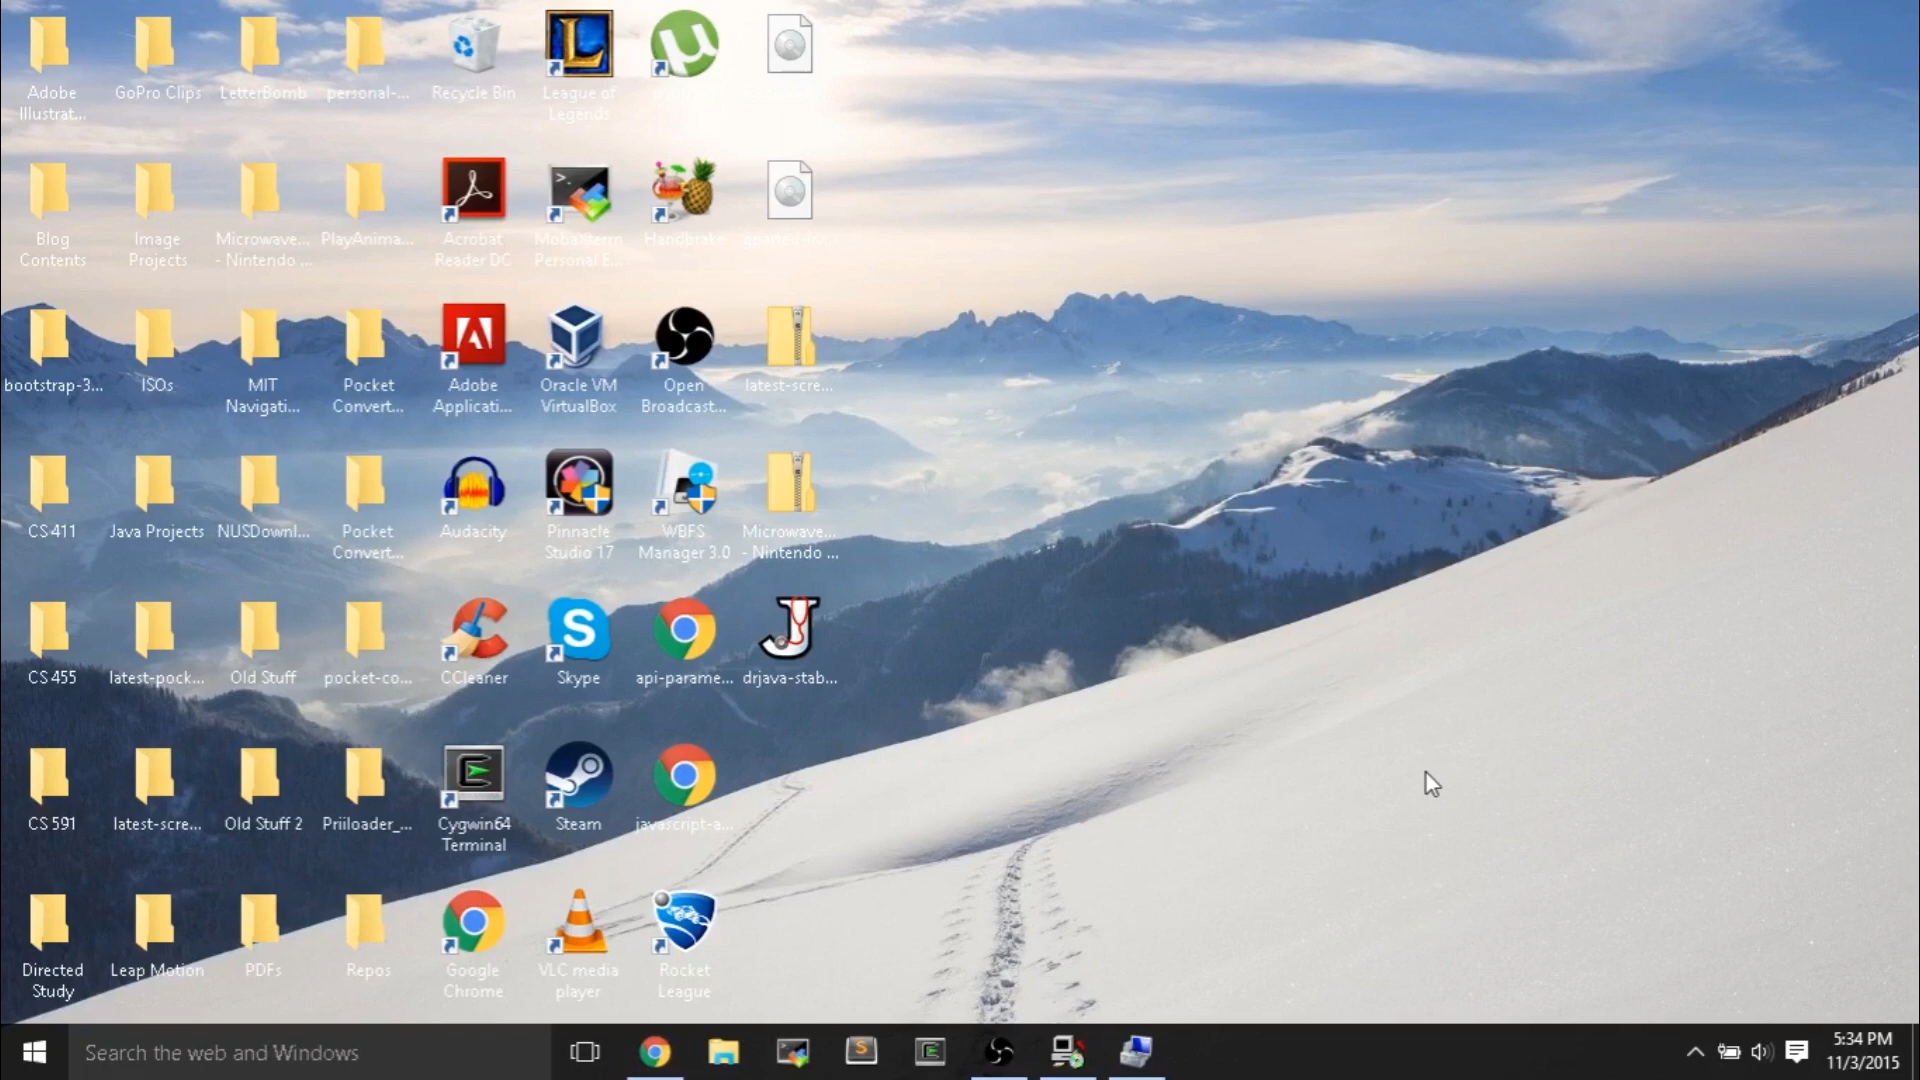 Adobe
Illustrat...
GoPro Clips
LetterBomb
personal-...
Recycle Bin
League of
Legends
Blog
Contents
Image
Projects
Microwave...
- Nintendo ...
PlayAnima...
Acrobat
Reader DC
MobaXterm
Personal E...
Handbrake
bootstrap-3...
ISOs
MIT
Navigati...
Pocket
Convert...
Adobe
Applicati...
Oracle VM
VirtualBox
Open
Broadcast...
latest-scre...
CS 411
Java Projects
NUSDownl...
Pocket
Convert...
Audacity
Pinnacle
Studio 17
WBFS
Manager 3.0
Microwave...
- Nintendo ...
CS 455
latest-pock...
Old Stuff
pocket-co...
CCleaner
Skype
api-parame...
drjava-stab...
CS 591
latest-scre...
Old Stuff 2
Priiloader_...
Cygwin64
Terminal
Steam
javascript-a...
Directed
Study
Leap Motion
PDFs
Repos
Google
Chrome
VLC media
player
Rocket
League
Search the web and Windows
5:34 PM
11/3/2015